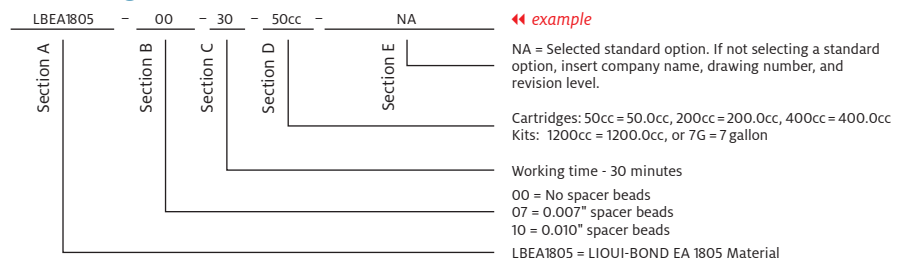 LBEA1805 - 00 - 30 - 50cc - NA
◀◀ example
Section A
Section B
Section C
Section D
Section E
NA = Selected standard option. If not selecting a standard
option, insert company name, drawing number, and
revision level.
Cartridges: 50cc = 50.0cc, 200cc = 200.0cc, 400cc = 400.0cc
Kits: 1200cc = 1200.0cc, or 7G = 7 gallon
Working time - 30 minutes
00 = No spacer beads
07 = 0.007" spacer beads
10 = 0.010" spacer beads
LBEA1805 = LIQUI-BOND EA 1805 Material